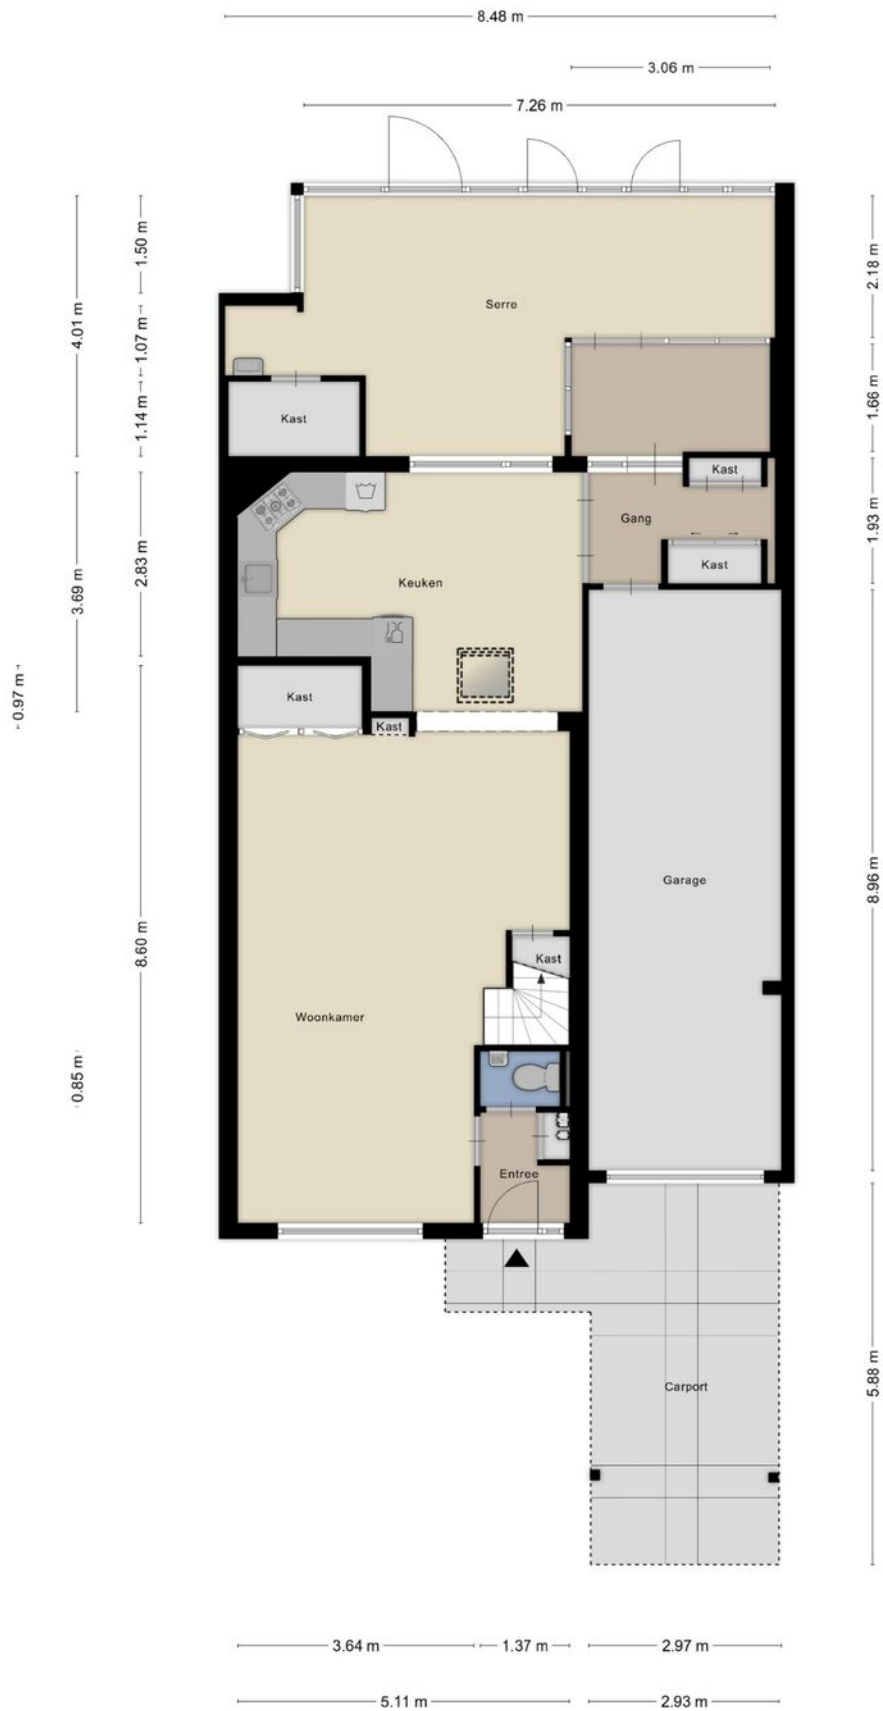 8.48 m
3.06 m
7.26 m
1.50 m
2.18 m
4.01 m
1.07 m
Serre
1.14 m
1.66 m
Kast
Kast
Gang
1.93 m
2.83 m
3.69 m
Keuken
Kast
0.97 m
Kast
Kast
8.60 m
Garage
8.96 m
Kast
Woonkamer
0.85 m
Entree
5.88 m
Carport
3.64 m
1.37 m
2.97 m
5.11 m
2.93 m